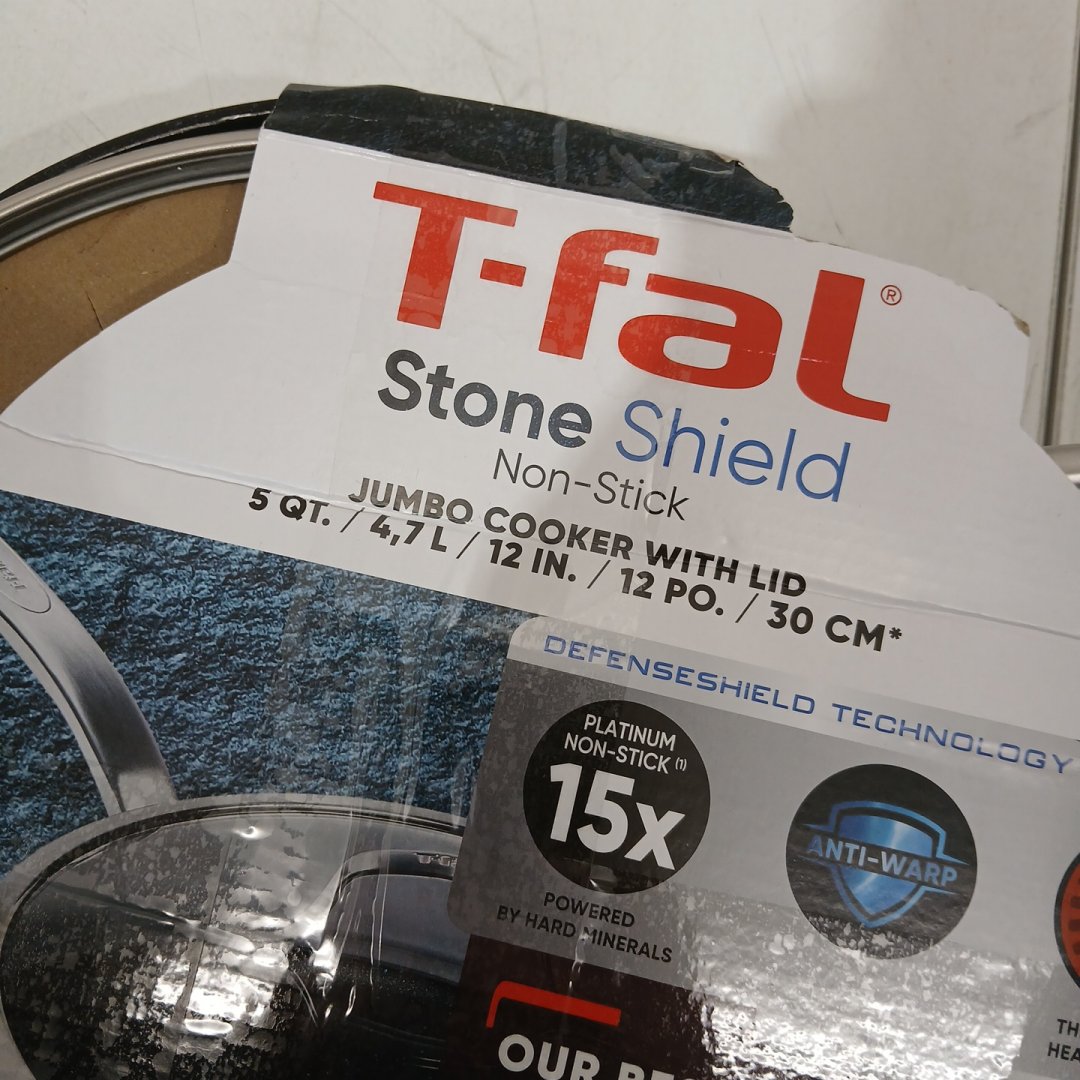 T-fal®
Stone Shield
Non-Stick
JUMBO COOKER WITH LID
5 QT. / 4,7 L / 12 IN. / 12 PO. / 30 CM*
DEFENSESHIELD TECHNOLOGY
PLATINUM
NON-STICK (1)
15x
POWERED
BY HARD MINERALS
ANTI-WARP
OUR